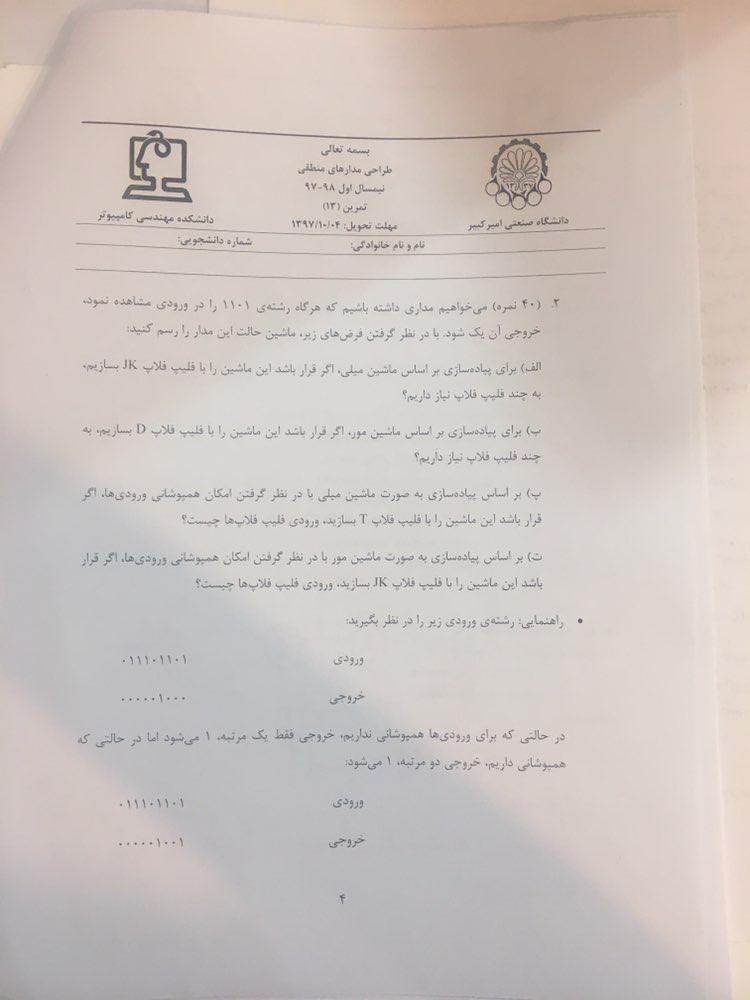 بسمه تعالی
طراحی مدارهای منطقی
نیمسال اول ۹۸-۹۷
تمرین (۱۳)
دانشگاه صنعتی امیرکبیر
مهلت تحویل: ۱۳۹۷/۱۰/۰۴
دانشکده مهندسی کامپیوتر
نام و نام خانوادگی:
شماره دانشجویی:
۲. (۴۰ نمره) می‌خواهیم مداری داشته باشیم که هرگاه رشته‌ی ۱۱۰۱ را در ورودی مشاهده نمود،
خروجی آن یک شود. با در نظر گرفتن فرض‌های زیر، ماشین حالت این مدار را رسم کنید:
الف) برای پیاده‌سازی بر اساس ماشین میلی، اگر قرار باشد این ماشین را با فلیپ فلاپ JK بسازیم،
به چند فلیپ فلاپ نیاز داریم؟
ب) برای پیاده‌سازی بر اساس ماشین مور، اگر قرار باشد این ماشین را با فلیپ فلاپ D بسازیم، به
چند فلیپ فلاپ نیاز داریم؟
پ) بر اساس پیاده‌سازی به صورت ماشین میلی با در نظر گرفتن امکان همپوشانی ورودی‌ها، اگر
قرار باشد این ماشین را با فلیپ فلاپ T بسازید، ورودی فلیپ فلاپ‌ها چیست؟
ت) بر اساس پیاده‌سازی به صورت ماشین مور با در نظر گرفتن امکان همپوشانی ورودی‌ها، اگر قرار
باشد این ماشین را با فلیپ فلاپ JK بسازید، ورودی فلیپ فلاپ‌ها چیست؟
• راهنمایی: رشته‌ی ورودی زیر را در نظر بگیرید:
ورودی ۰۱۱۱۰۱۱۰۱
خروجی ۰۰۰۰۰۱۰۰۰
در حالتی که برای ورودی‌ها همپوشانی نداریم، خروجی فقط یک مرتبه، ۱ می‌شود اما در حالتی که
همپوشانی داریم، خروجی دو مرتبه، ۱ می‌شود:
ورودی ۰۱۱۱۰۱۱۰۱
خروجی ۰۰۰۰۰۱۰۰۱
۴